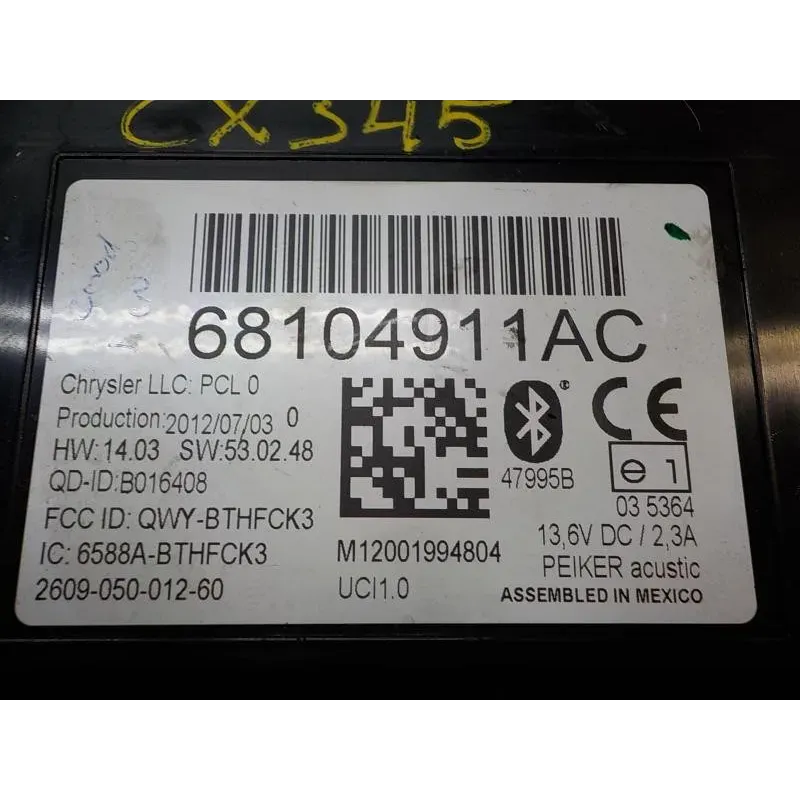 CX345
68104911AC
Chrysler LLC: PCL 0
Production: 2012/07/03 0
HW: 14.03 SW: 53.02.48
QD-ID: B016408
FCC ID: QWY-BTHFCK3
IC: 6588A-BTHFCK3
2609-050-012-60
M12001994804
UCI1.0
®
47995B
CE
e1
03 5364
13,6V DC / 2,3A
PEIKER acustic
ASSEMBLED IN MEXICO